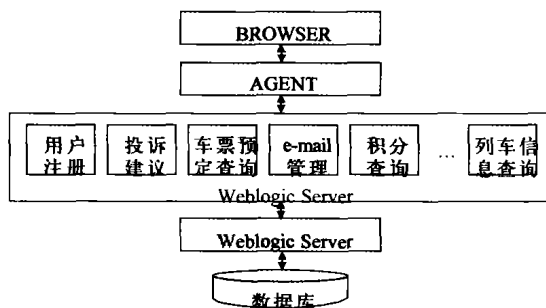 BROWSER
AGENT
用户 投诉 车票预 e-mail 积分 列车信
注册 建议 定查询 管理 查询 … 息查询
Weblogic Server
Weblogic Server
数据库